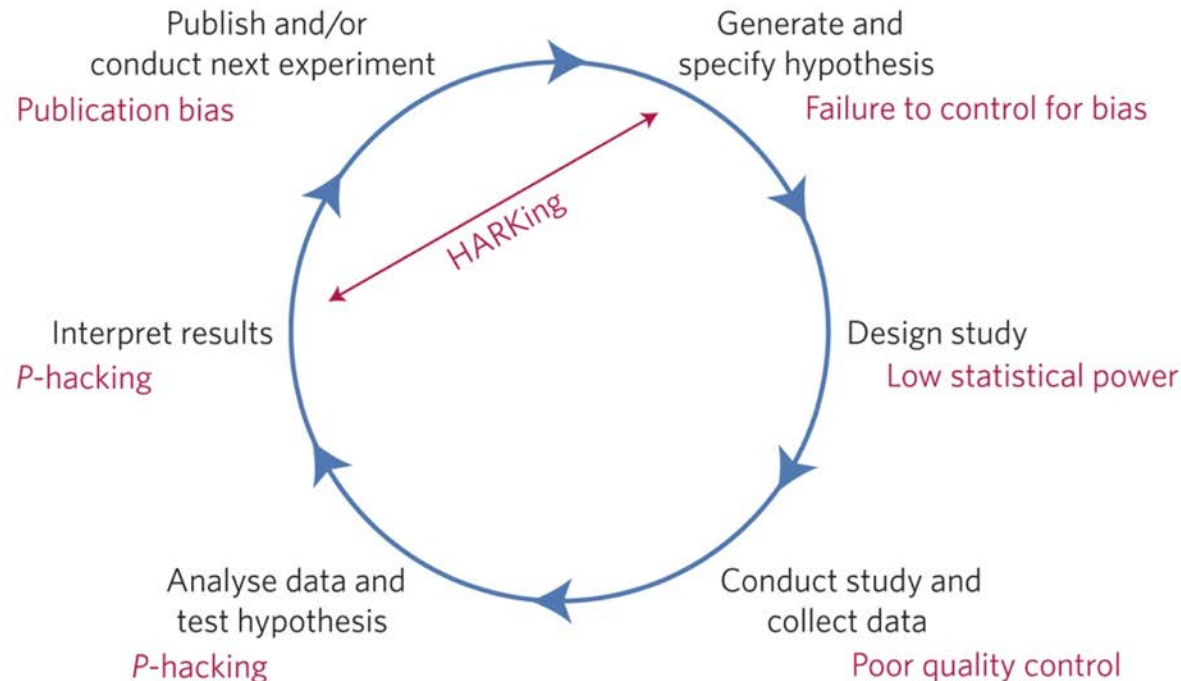 Publish and/or
conduct next experiment
Publication bias
Generate and
specify hypothesis
Failure to control for bias
HARKing
Interpret results
P-hacking
Design study
Low statistical power
Analyse data and
test hypothesis
P-hacking
Conduct study and
collect data
Poor quality control